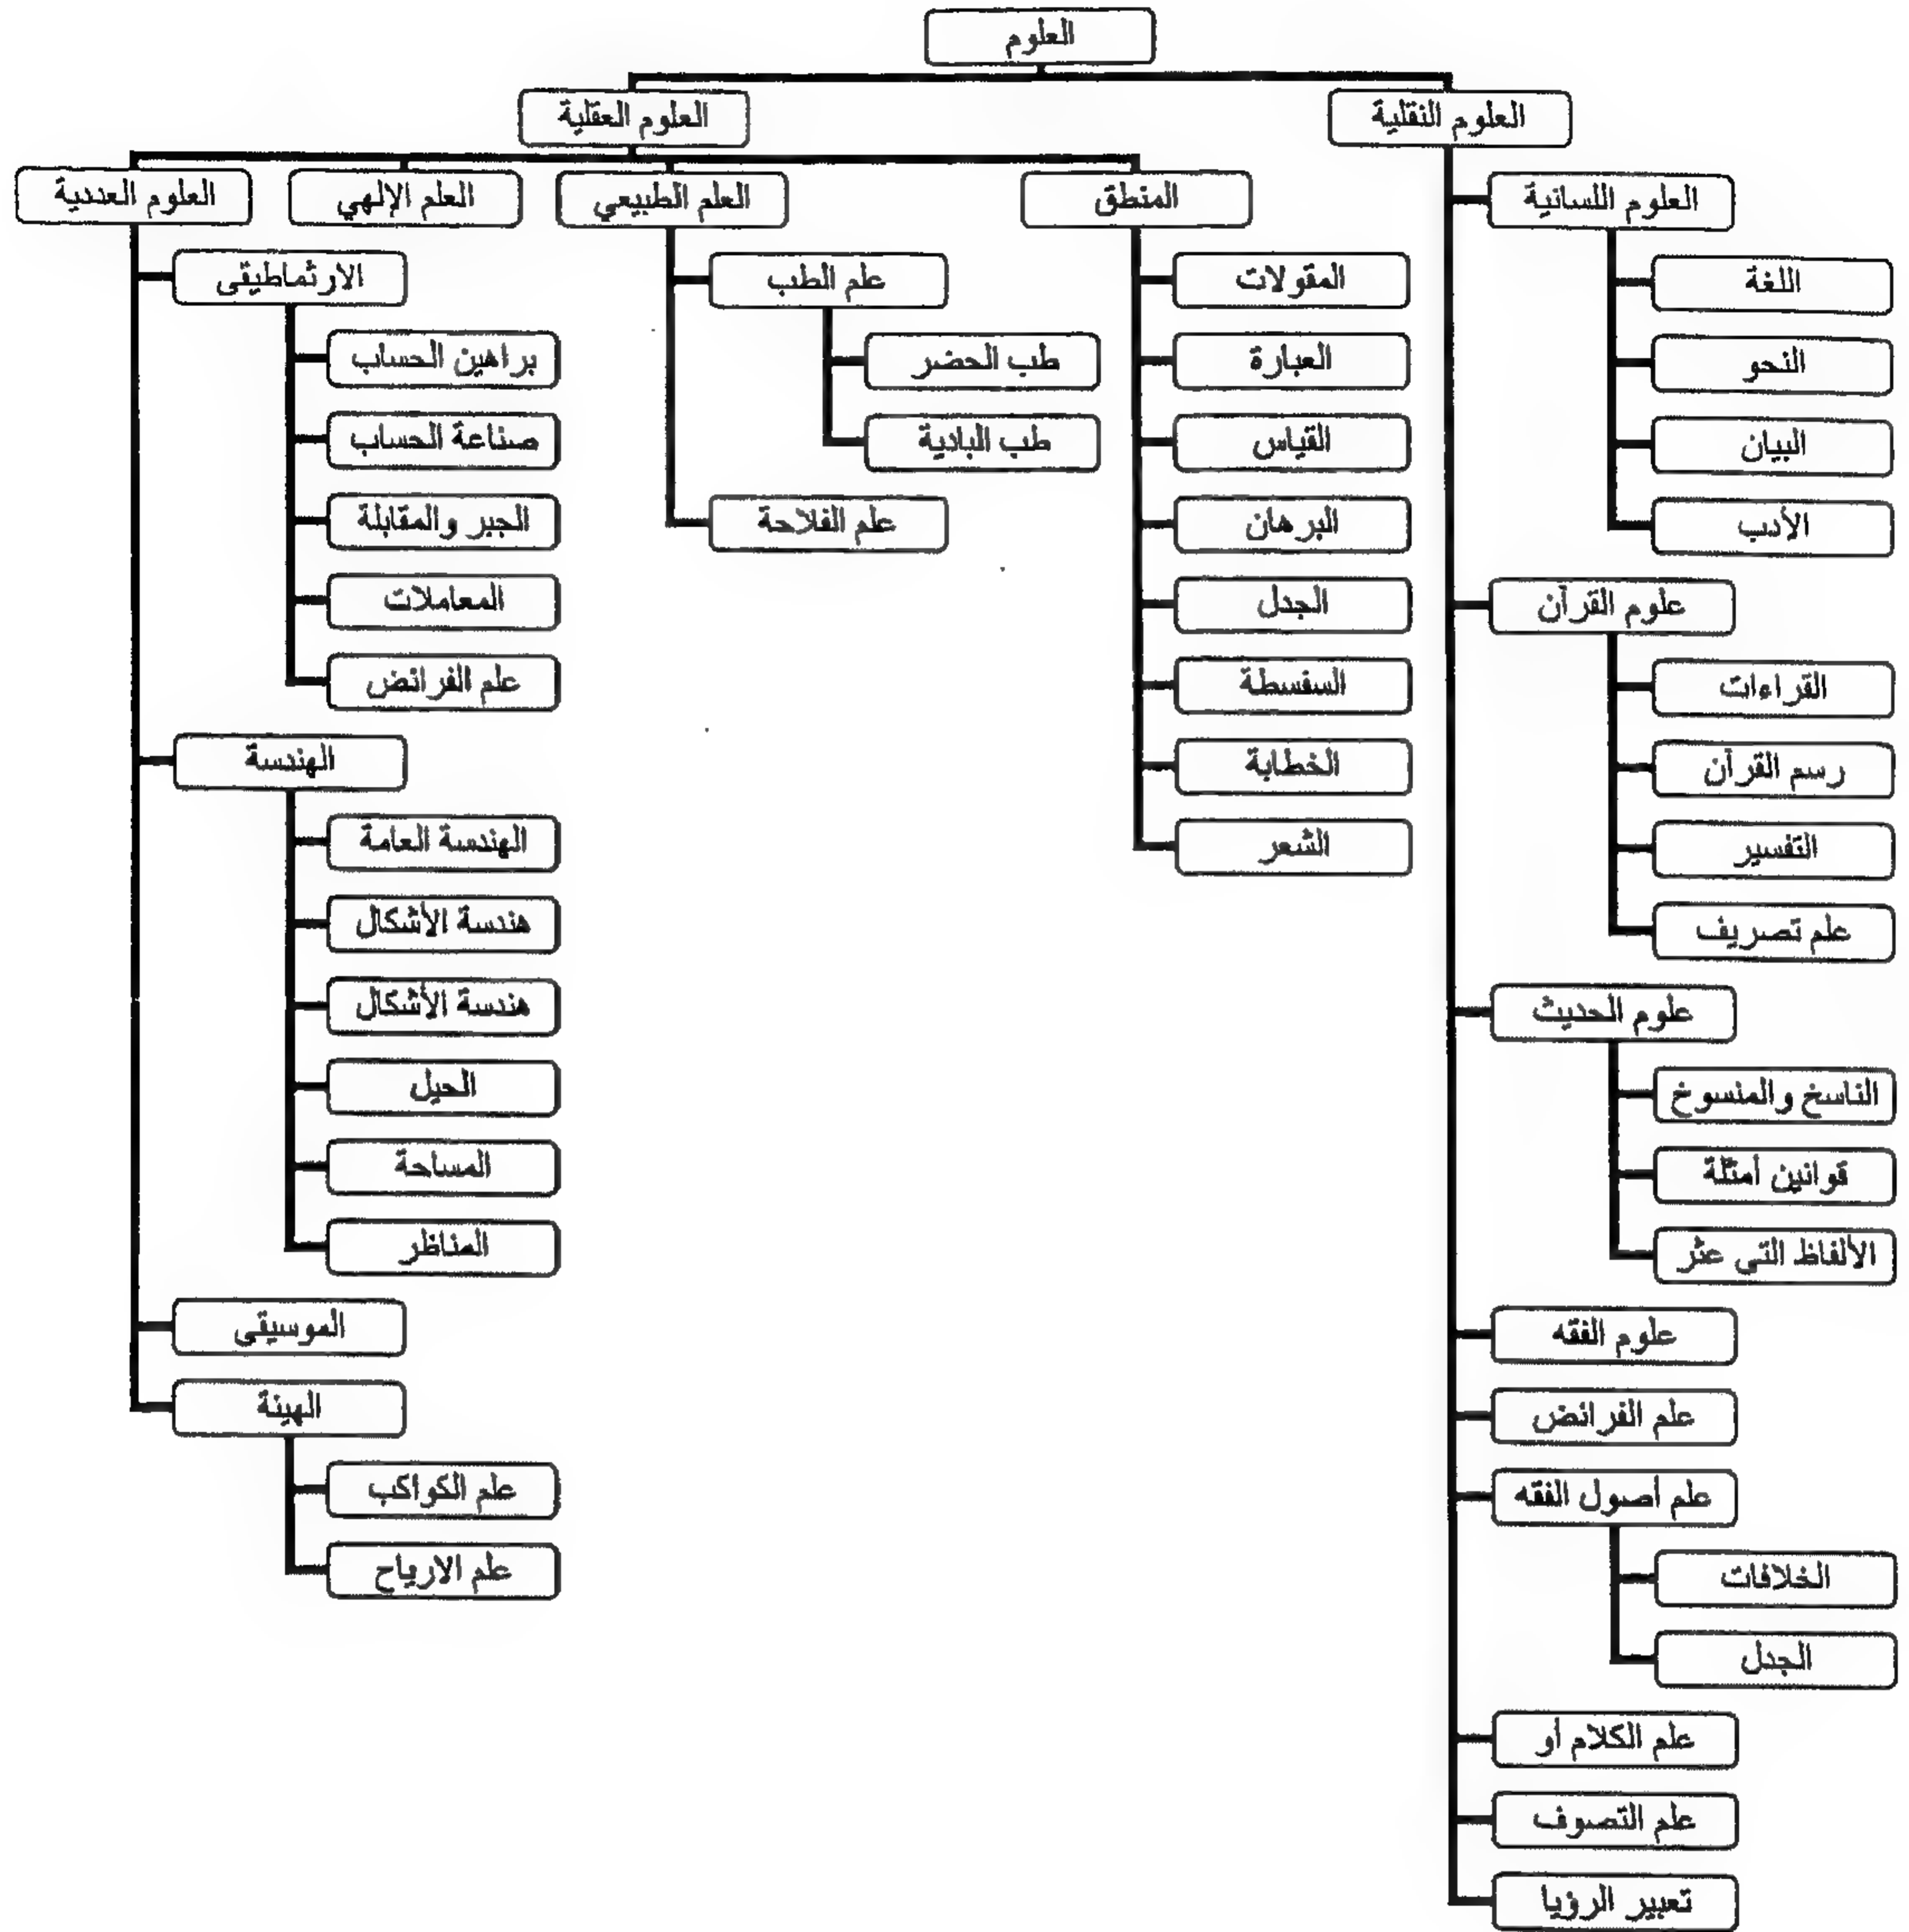 العلوم
العلوم النقلية
العلوم اللسانية
اللغة
النحو
البيان
الأدب
علوم القرآن
القراءات
رسم القرآن
التفسير
علم تصريف
علوم الحديث
الناسخ والمنسوخ
قوانين أمثلة
الألفاظ التي عثر
علوم الفقه
علم الفرائض
علم أصول الفقه
الخلافات
الجدل
علم الكلام أو
علم التصوف
تعبير الرؤيا
العلوم العقلية
المنطق
المقولات
العبارة
القياس
البرهان
الجدل
السفسطة
الخطابة
الشعر
العلم الطبيعي
علم الطب
طب الحضر
طب البادية
علم الفلاحة
العلم الإلهي
العلوم العددية
الارثماطيقى
براهين الحساب
صناعة الحساب
الجبر والمقابلة
المعاملات
علم الفرائض
الهندسة
الهندسة العامة
هندسة الأشكال
هندسة الأشكال
الحيل
المساحة
المناظر
الموسيقى
الهيئة
علم الكواكب
علم الارياح